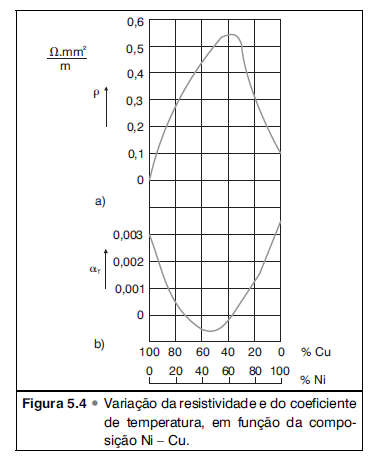 0,6
Ω.mm²
m
0,5
0,4
ρ
0,3
0,2
0,1
0
a)
0,003
0,002
αT
0,001
0
b)
100 80 60 40 20 0 % Cu
0 20 40 60 80 100 % Ni
Figura 5.4 • Variação da resistividade e do coeficiente
de temperatura, em função da compo-
sição Ni – Cu.